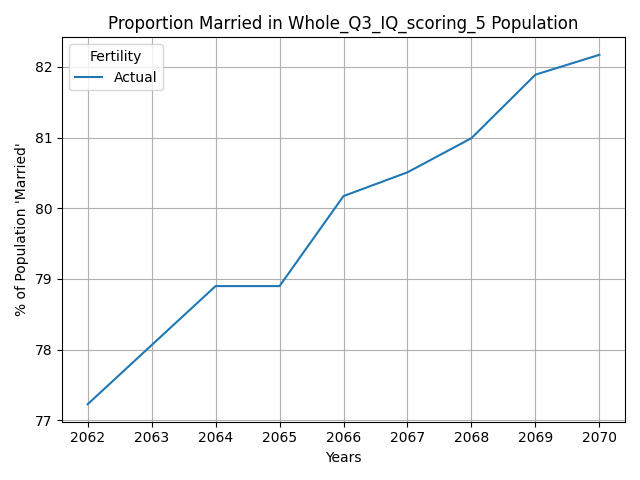 Proportion Married in Whole_Q3_IQ_scoring_5 Population
Fertility
Actual
% of Population 'Married'
82
81
80
79
78
77
2062 2063 2064 2065 2066 2067 2068 2069 2070
Years